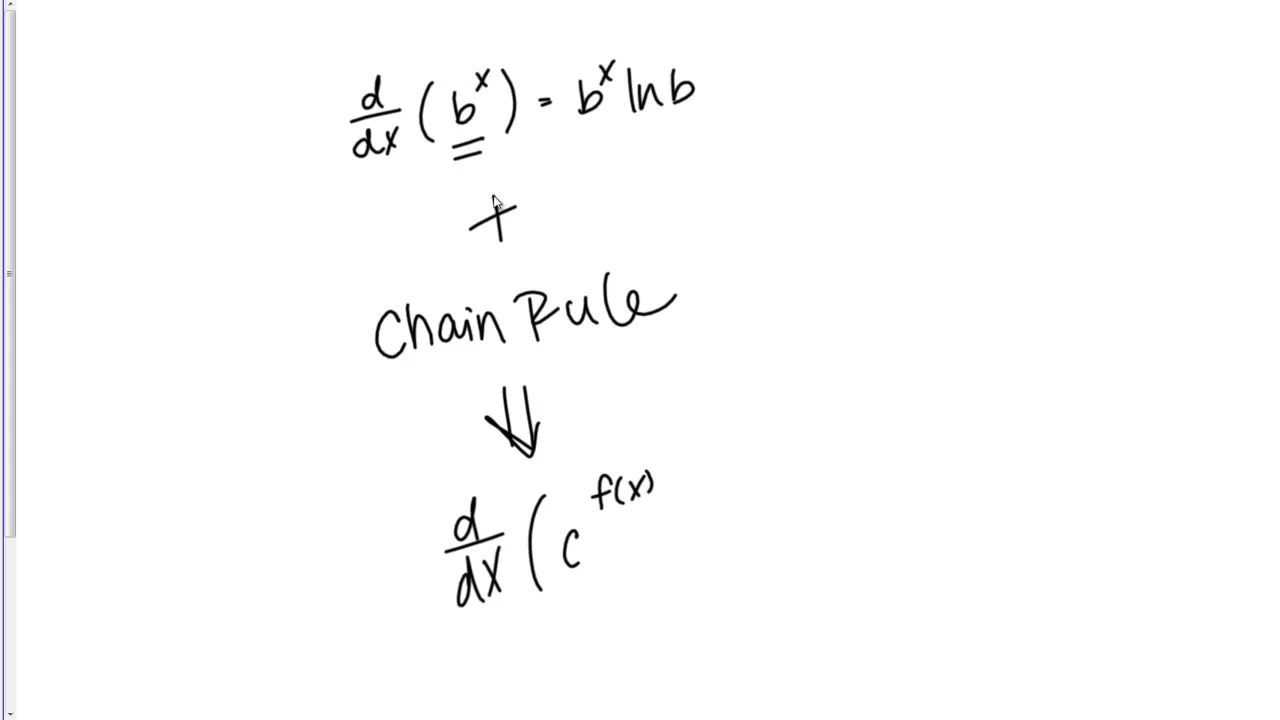 d/dx (b^x) = b^x ln b
+
Chain Rule
⇓
d/dx (c^f(x)